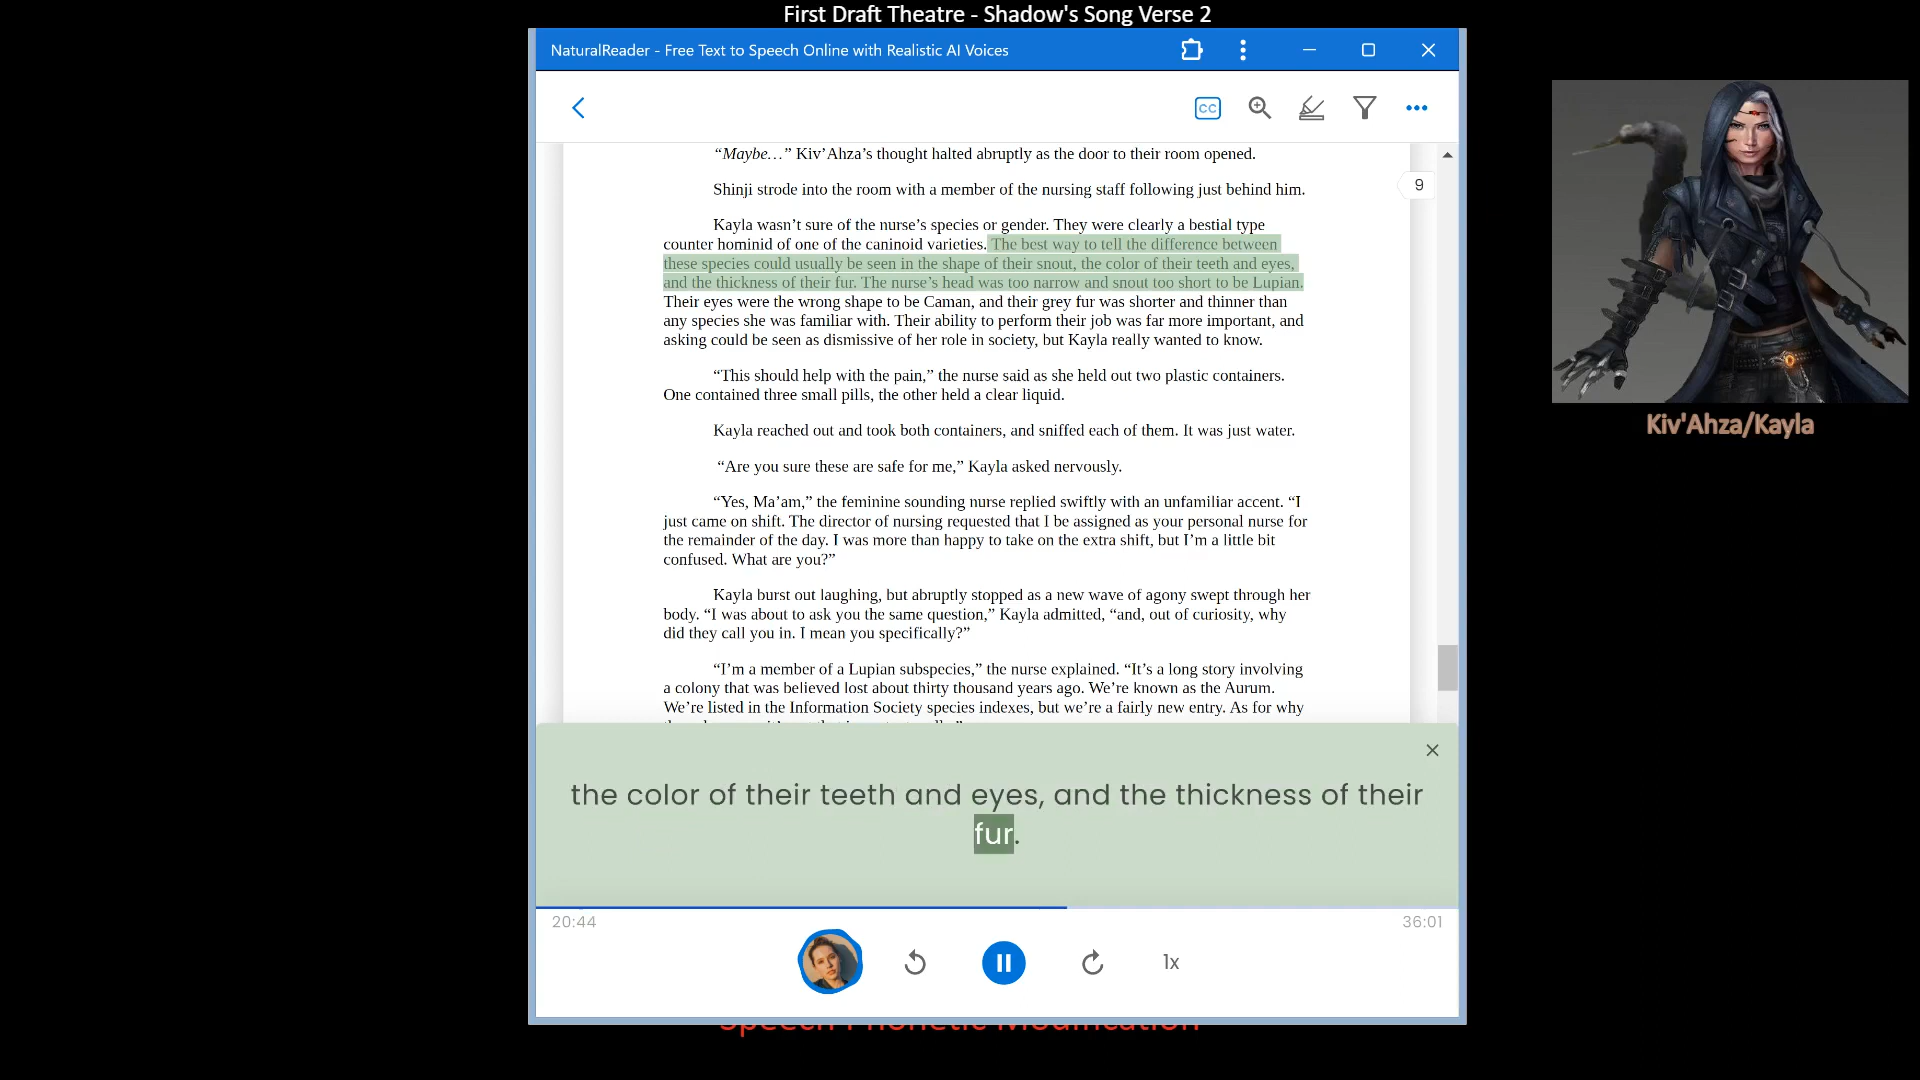 First Draft Theatre - Shadow's Song Verse 2
NaturalReader - Free Text to Speech Online with Realistic AI Voices
CC
“Maybe…” Kiv’Ahza’s thought halted abruptly as the door to their room opened.
9
Shinji strode into the room with a member of the nursing staff following just behind him.
Kayla wasn’t sure of the nurse’s species or gender. They were clearly a bestial type
counter hominid of one of the caninoid varieties. The best way to tell the difference between
these species could usually be seen in the shape of their snout, the color of their teeth and eyes,
and the thickness of their fur. The nurse’s head was too narrow and snout too short to be Lupian.
Their eyes were the wrong shape to be Caman, and their grey fur was shorter and thinner than
any species she was familiar with. Their ability to perform their job was far more important, and
asking could be seen as dismissive of her role in society, but Kayla really wanted to know.
“This should help with the pain,” the nurse said as she held out two plastic containers.
One contained three small pills, the other held a clear liquid.
Kayla reached out and took both containers, and sniffed each of them. It was just water.
“Are you sure these are safe for me,” Kayla asked nervously.
“Yes, Ma’am,” the feminine sounding nurse replied swiftly with an unfamiliar accent. “I
just came on shift. The director of nursing requested that I be assigned as your personal nurse for
the remainder of the day. I was more than happy to take on the extra shift, but I’m a little bit
confused. What are you?”
Kayla burst out laughing, but abruptly stopped as a new wave of agony swept through her
body. “I was about to ask you the same question,” Kayla admitted, “and, out of curiosity, why
did they call you in. I mean you specifically?”
“I’m a member of a Lupian subspecies,” the nurse explained. “It’s a long story involving
a colony that was believed lost about thirty thousand years ago. We’re known as the Aurum.
We’re listed in the Information Society species indexes, but we’re a fairly new entry. As for why
the color of their teeth and eyes, and the thickness of their
fur.
20:44
36:01
1x
Speech Phonetic Modification
Kiv'Ahza/Kayla